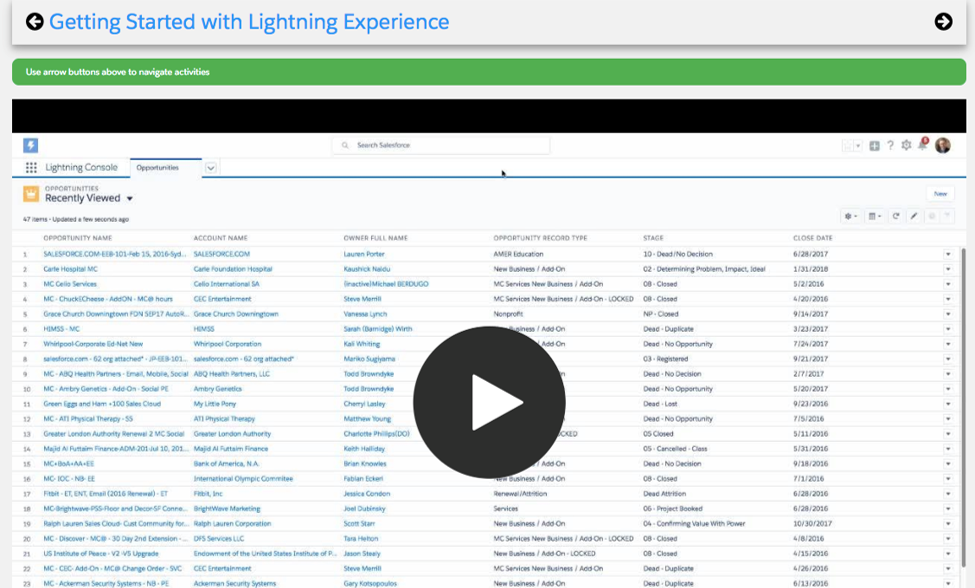 Getting Started with Lightning Experience
Use arrow buttons above to navigate activities
Search Salesforce
Lightning Console Opportunities
OPPORTUNITIES
Recently Viewed
New
47 items • Updated a few seconds ago
OPPORTUNITY NAME ACCOUNT NAME OWNER FULL NAME OPPORTUNITY RECORD TYPE STAGE CLOSE DATE
1 SALESFORCE.COM-EEB-101-Feb 15, 2016-Syd... SALESFORCE.COM Lauren Porter AMER Education 10 - Dead/No Decision 6/28/2017
2 Carle Hospital MC Carle Foundation Hospital Kaushrick Naidu New Business / Add-On 02 - Determining Problem, Impact, Ideal 1/31/2018
3 MC Celio Services Celio International SA (Inactive)Michael BERDUGO MC Services New Business / Add-On 08 - Closed 5/2/2016
4 MC - Chuck(Cheese - AddON - MC@ hours CEC Entertainment Steve Merrill MC Services New Business / Add-On - LOCKED 08 - Closed 4/20/2016
5 Grace Church Downingtown FDN SEP17 AutoR... Grace Church Downingtown Vanessa Lynch Nonprofit NP - Closed 9/14/2017
6 HIMSS - MC HIMSS Sarah (Barnidge) Wirth Business / Add-On Dead - Duplicate 3/23/2017
7 Whirlpool-Corporate Ed-Nat New Whirlpool Corporation Kali Whiting Add-On Dead - No Opportunity 7/24/2017
8 salesforce.com - 62 org attached* - JP-EEB-101... salesforce.com - 62 org attached* Mariko Sugiyama 03 - Registered 9/21/2017
9 MC - ABQ Health Partners - Email, Mobile, Social ABQ Health Partners, LLC Todd Browndyke Dead - No Decision 2/7/2017
10 MC - Ambry Genetics - Add-On - Social PE Ambry Genetics Todd Browndyke Dead - No Opportunity 5/20/2017
11 Green Eggs and Ham +100 Sales Cloud My Little Pony Cherryl Lasley Dead - Lost 9/23/2016
12 MC - ATI Physical Therapy - SS ATI Physical Therapy Matthew Young Dead - No Opportunity 7/5/2016
13 Greater London Authority Renewal 2 MC Social Greater London Authority Charlotte Phillips(DO) CKED 05 Closed 5/11/2016
14 Majid Al Futtaim Finance-ADM-201-Jul 10, 201... Majid Al Futtaim Finance Keith Halliday 05 - Cancelled - Class 5/31/2016
15 MC+BoA+AA+EE Bank of America, N.A. Brian Knowles Add-On Dead - No Decision 9/18/2016
16 MC- IOC - NB- EE International Olympic Commitee Fabian Eckerl New Business / Add-On 08 - Closed 7/1/2016
17 Fitbit - ET, ENT, Email (2016 Renewal) - ET Fitbit, Inc Jessica Condon Renewal/Attrition Dead Attrition 6/28/2016
18 MC-Brightwave-PSS-Floor and Decor-SF Conne... BrightWave Marketing Joel Dubinsky Services 06 - Project Booked 6/28/2016
19 Ralph Lauren Sales Cloud- Cust Community for... Ralph Lauren Corporation Scott Starr New Business / Add-On 04 - Confirming Value With Power 10/30/2017
20 MC - Discover - MC@ - 30 Day 2nd Extension - ... DFS Services LLC Tara Helton MC Services New Business / Add-On - LOCKED 08 - Closed 4/8/2016
21 US Institute of Peace - V2 -VS Upgrade Endowment of the United States Institute of P... Jason Stealy New Business / Add-On - LOCKED 08 - Closed 4/15/2016
22 MC - CEC- Add-On - MC@ Change Order - SVC CEC Entertainment Steve Merrill MC Services New Business / Add-On - LOCKED Dead - Duplicate 4/26/2016
23 MC - Ackerman Security Systems - NB - PE Ackerman Security Systems Gary Kotsopoulos New Business / Add-On Dead - Duplicate 6/13/2016